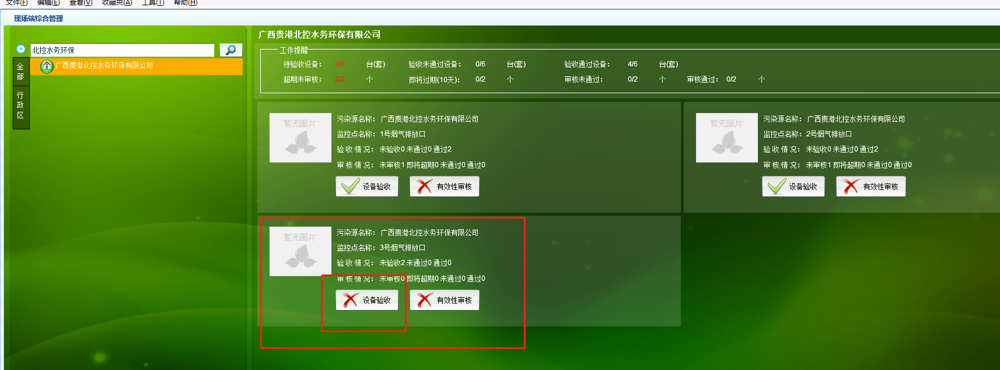 文件(F) 编辑(E) 查看(V) 收藏夹(A) 工具(T) 帮助(H)
现场端综合管理
北控水务环保
广西贵港北控水务环保有限公司
全部
行政区
广西贵港北控水务环保有限公司
工作提醒
待验收设备： 2/6 台(套) 验收未通过设备： 0/6 台(套) 验收通过设备： 4/6 台(套)
超期未审核： 2/2 个 即将过期(10天)： 0/2 个 审核未通过： 0/2 个 审核通过： 0/2 个
暂无图片
污染源名称： 广西贵港北控水务环保有限公司
监控点名称： 1号烟气排放口
验 收 情 况： 未验收0 未通过0 通过2
审 核 情 况： 未审核1 即将超期0 未通过0 通过0
设备验收 有效性审核
暂无图片
污染源名称： 广西贵港北控水务环保有限公司
监控点名称： 2号烟气排放口
验 收 情 况： 未验收0 未通过0 通过2
审 核 情 况： 未审核1 即将超期0 未通过0 通过0
设备验收 有效性审核
暂无图片
污染源名称： 广西贵港北控水务环保有限公司
监控点名称： 3号烟气排放口
验 收 情 况： 未验收2 未通过0 通过0
审 核 情 况： 未审核0 即将超期0 未通过0 通过0
设备验收 有效性审核